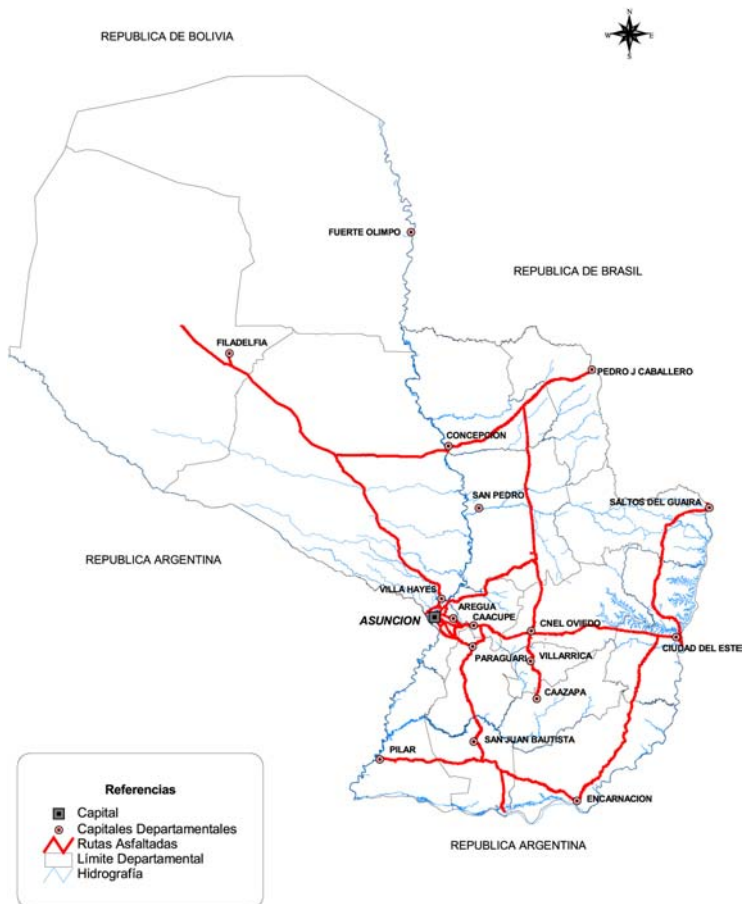 N
W E
S
REPUBLICA DE BOLIVIA
FUERTE OLIMPO
REPUBLICA DE BRASIL
FILADELFIA
PEDRO J CABALLERO
CONCEPCION
SAN PEDRO
SALTOS DEL GUAIRA
REPUBLICA ARGENTINA
VILLA HAYES
AREGUA
ASUNCION
CAACUPE
CNEL OVIEDO
CIUDAD DEL ESTE
PARAGUARI
VILLARRICA
CAAZAPA
SAN JUAN BAUTISTA
PILAR
ENCARNACION
REPUBLICA ARGENTINA
Referencias
Capital
Capitales Departamentales
Rutas Asfaltadas
Límite Departamental
Hidrografía